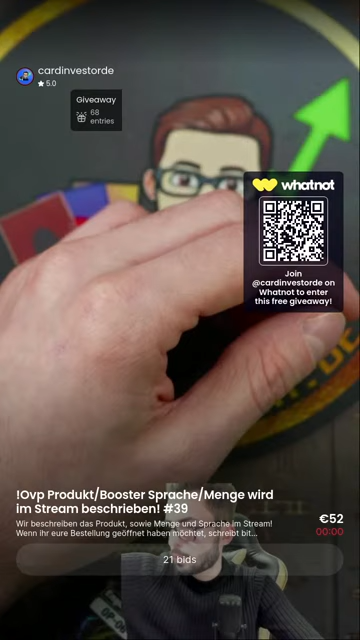 cardinvestorde
5.0
Giveaway
68
entries
whatnot
Join
@cardinvestorde on
Whatnot to enter
this free giveaway!
!Ovp Produkt/Booster Sprache/Menge wird
im Stream beschrieben! #39
Wir beschreiben das Produkt, sowie Menge und Sprache im Stream!
Wenn ihr eure Bestellung geöffnet haben möchtet, schreibt bit...
€52
00:00
21 bids